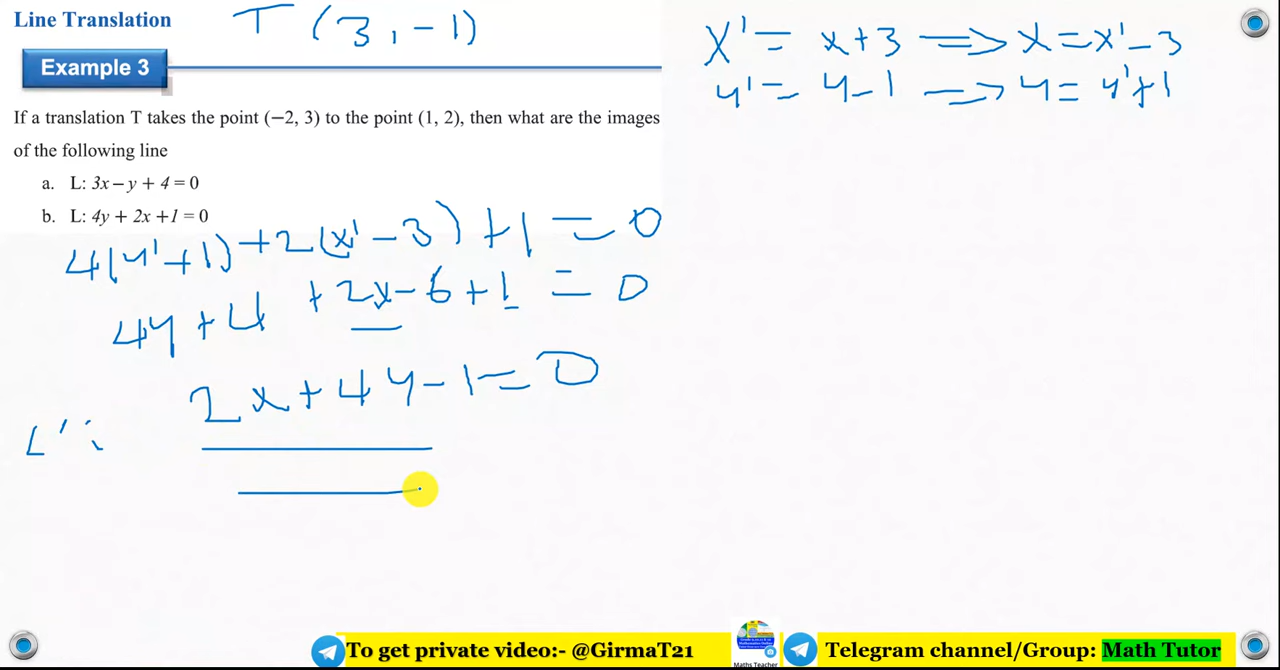 Line Translation
T (3, -1)
Example 3
If a translation T takes the point (−2, 3) to the point (1, 2), then what are the images
of the following line
a. L: 3x − y + 4 = 0
b. L: 4y + 2x +1 = 0
x' = x+3 => x = x' - 3
y' = y - 1 => y = y' + 1
4(y'+1) + 2(x' - 3) + 1 = 0
4y + 4 + 2x - 6 + 1 = 0
2x + 4y - 1 = 0
L':
To get private video:- @GirmaT21
Maths Teacher
Telegram channel/Group: Math Tutor